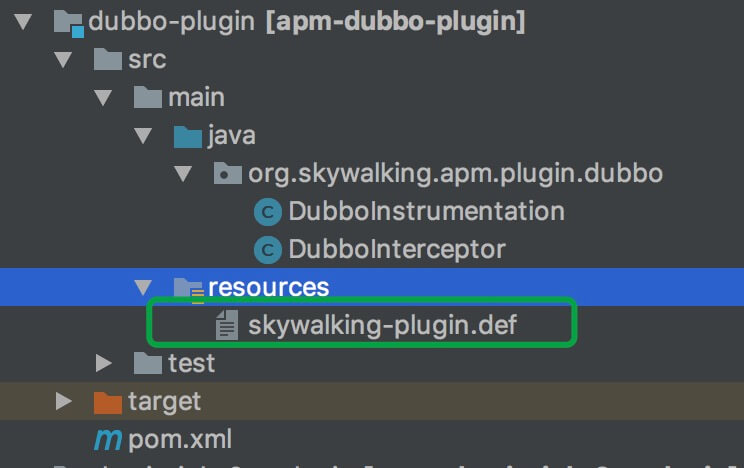 dubbo-plugin [apm-dubbo-plugin]
src
main
java
org.skywalking.apm.plugin.dubbo
C DubboInstrumentation
C DubboInterceptor
resources
skywalking-plugin.def
test
target
m pom.xml